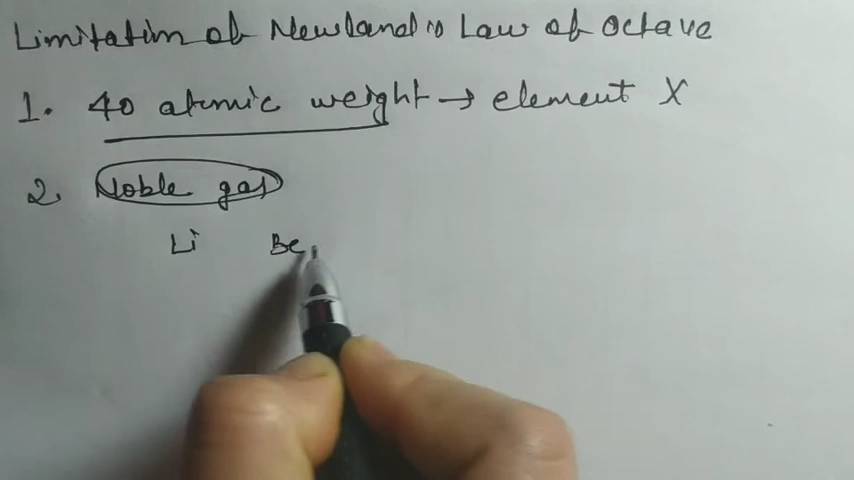 Limitation of Newland's Law of Octave
1. 40 atomic weight → element X
2. Noble gas
Li Be